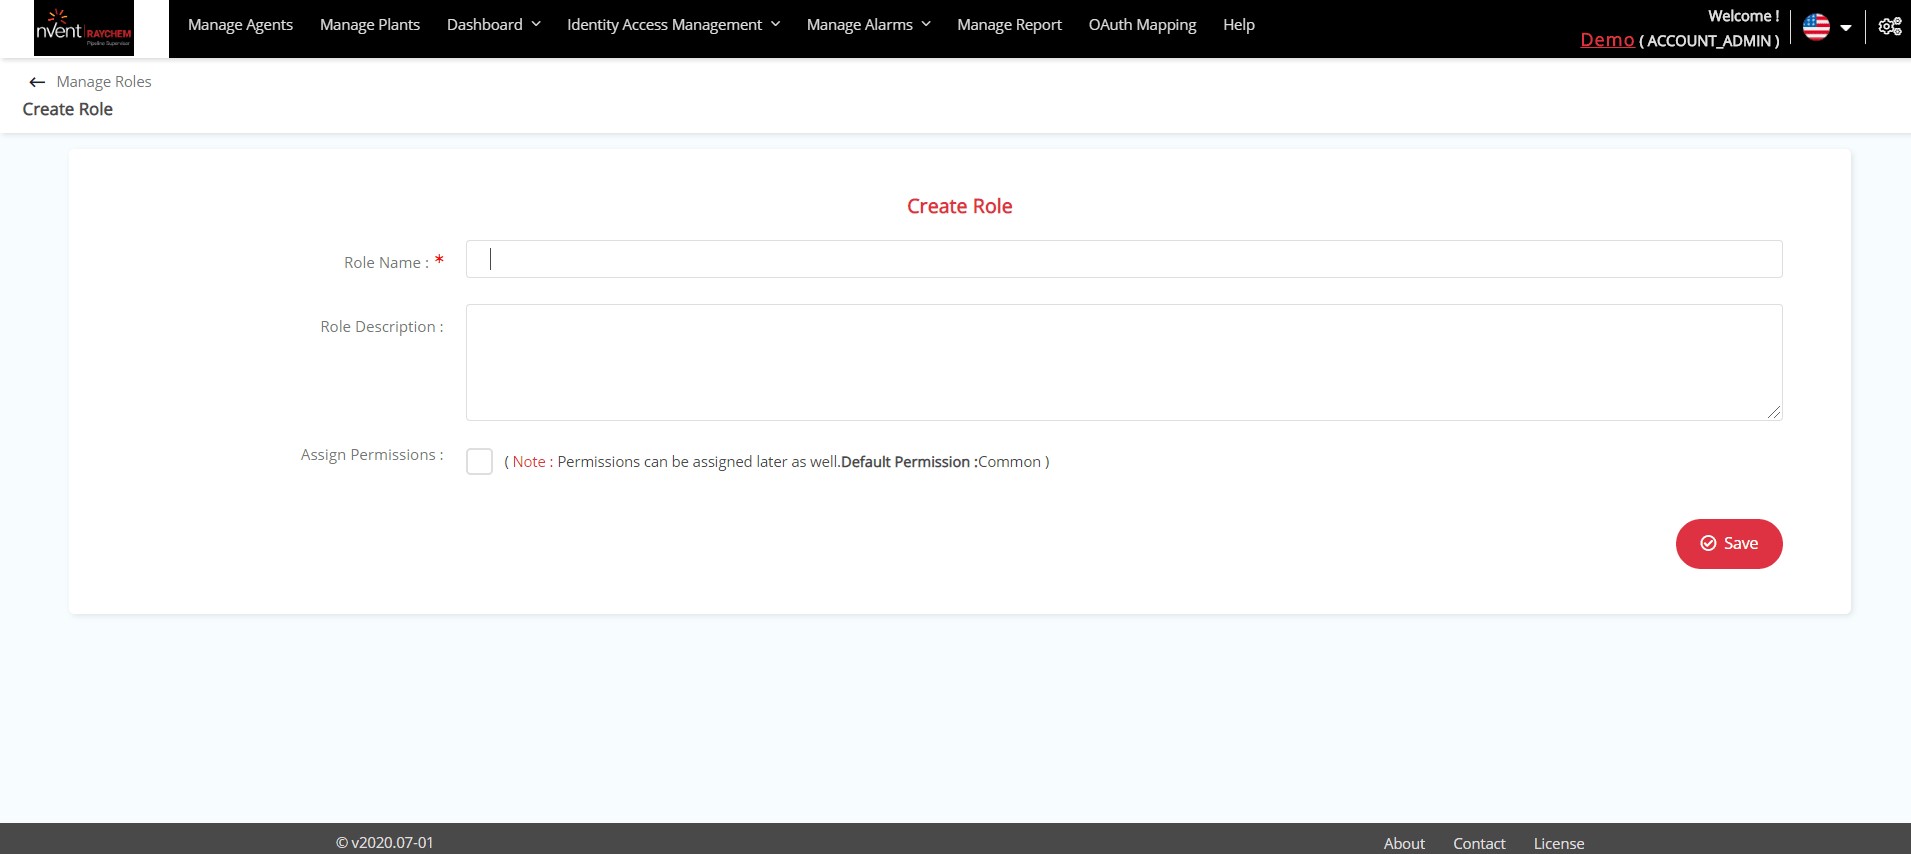 nvent RAYCHEM
Pipeline Supervisor
Manage Agents Manage Plants Dashboard Identity Access Management Manage Alarms Manage Report OAuth Mapping Help
Welcome !
Demo ( ACCOUNT_ADMIN )
Manage Roles
Create Role
Create Role
Role Name : *
Role Description :
Assign Permissions : ( Note : Permissions can be assigned later as well.Default Permission :Common )
Save
© v2020.07-01 About Contact License